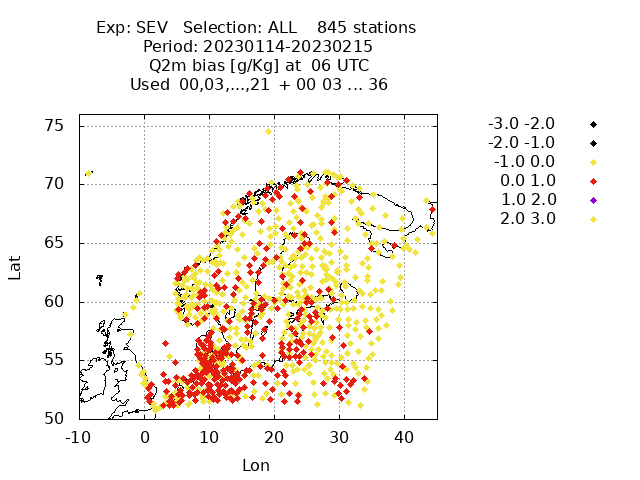 Exp: SEV Selection: ALL 845 stations
Period: 20230114-20230215
Q2m bias [g/Kg] at 06 UTC
Used 00,03,...,21 + 00 03 ... 36
-3.0 -2.0
-2.0 -1.0
-1.0 0.0
0.0 1.0
1.0 2.0
2.0 3.0
75
70
65
60
55
50
Lat
-10 0 10 20 30 40
Lon